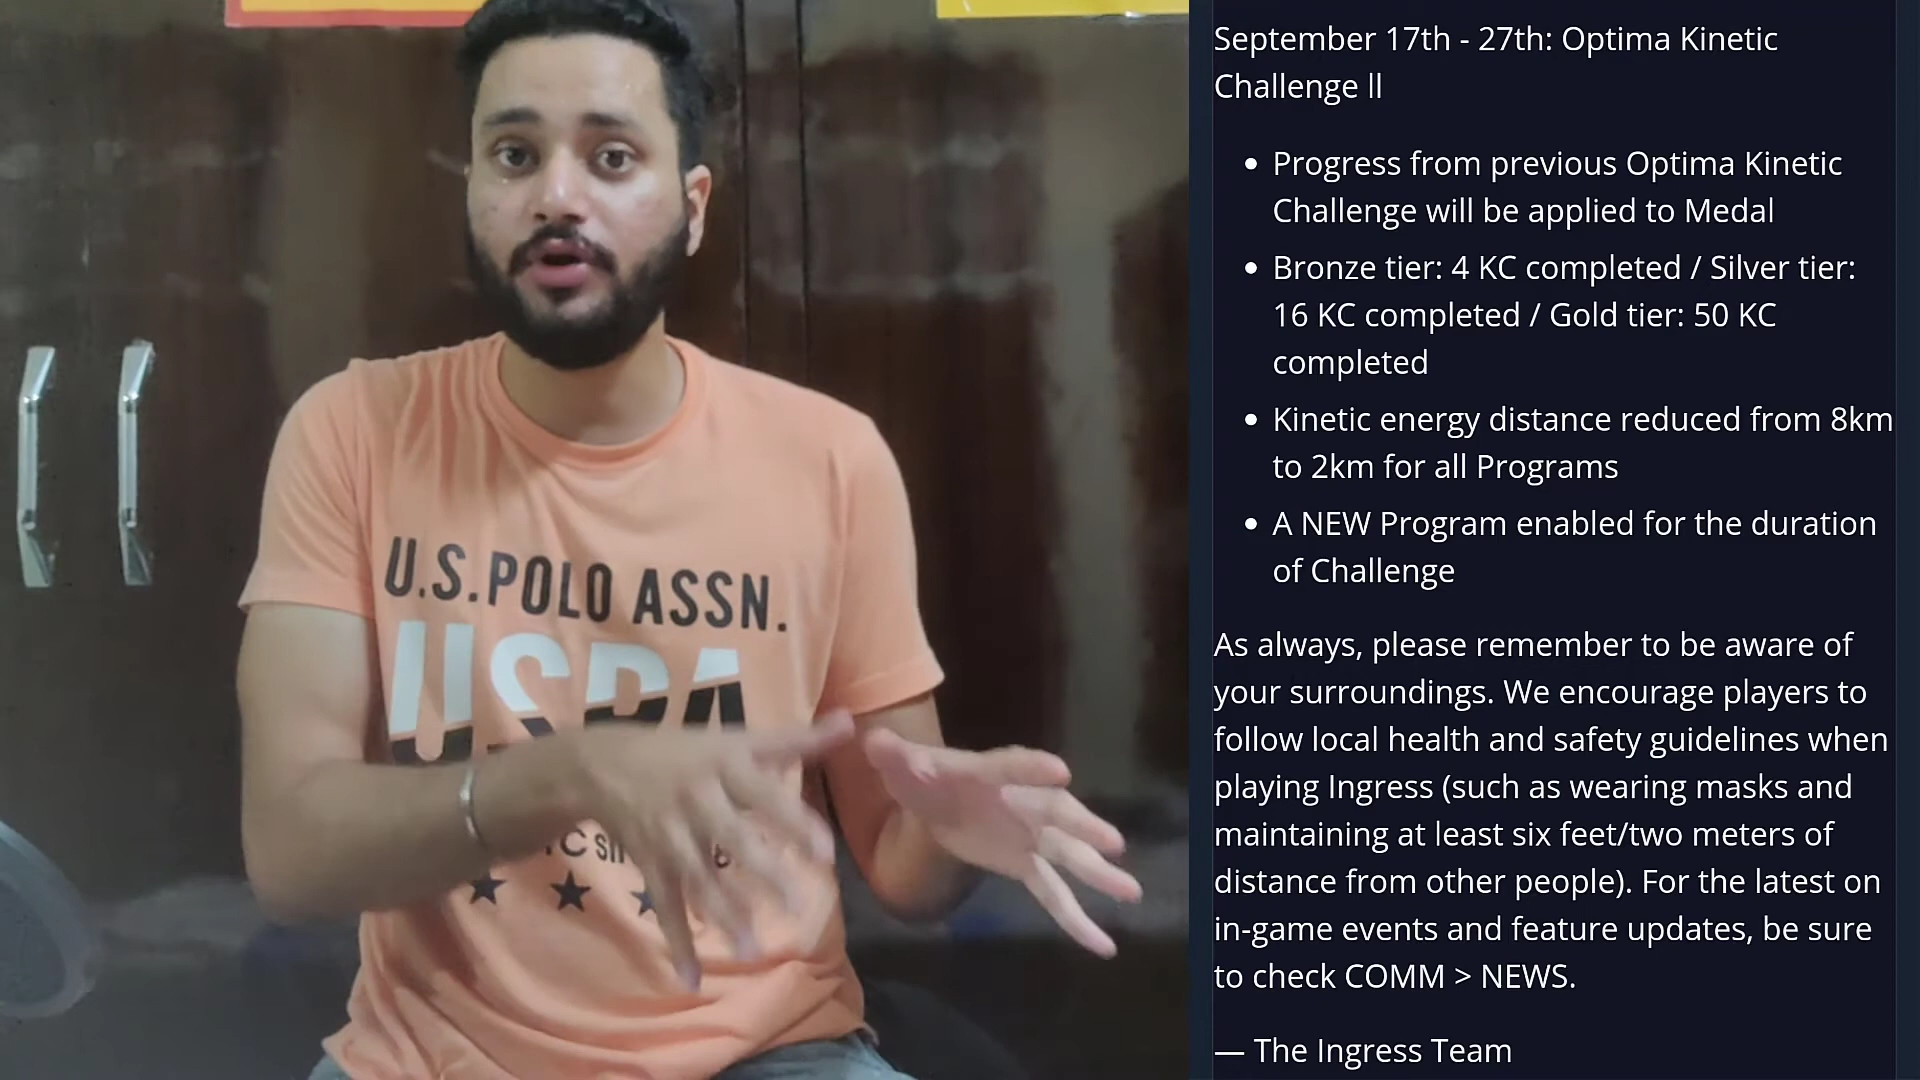 September 17th - 27th: Optima Kinetic
Challenge ll
• Progress from previous Optima Kinetic
Challenge will be applied to Medal
• Bronze tier: 4 KC completed / Silver tier:
16 KC completed / Gold tier: 50 KC
completed
• Kinetic energy distance reduced from 8km
to 2km for all Programs
• A NEW Program enabled for the duration
of Challenge
As always, please remember to be aware of
your surroundings. We encourage players to
follow local health and safety guidelines when
playing Ingress (such as wearing masks and
maintaining at least six feet/two meters of
distance from other people). For the latest on
in-game events and feature updates, be sure
to check COMM > NEWS.
— The Ingress Team
U.S. POLO ASSN.
USPA